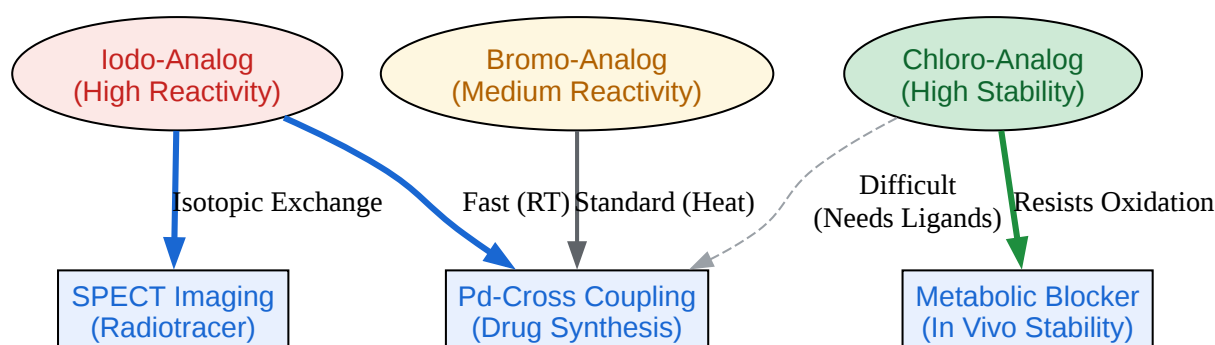 Iodo-Analog
(High Reactivity)
Bromo-Analog
(Medium Reactivity)
Chloro-Analog
(High Stability)
Isotopic Exchange
Fast (RT)
Standard (Heat)
Difficult
(Needs Ligands)
Resists Oxidation
SPECT Imaging
(Radiotracer)
Pd-Cross Coupling
(Drug Synthesis)
Metabolic Blocker
(In Vivo Stability)